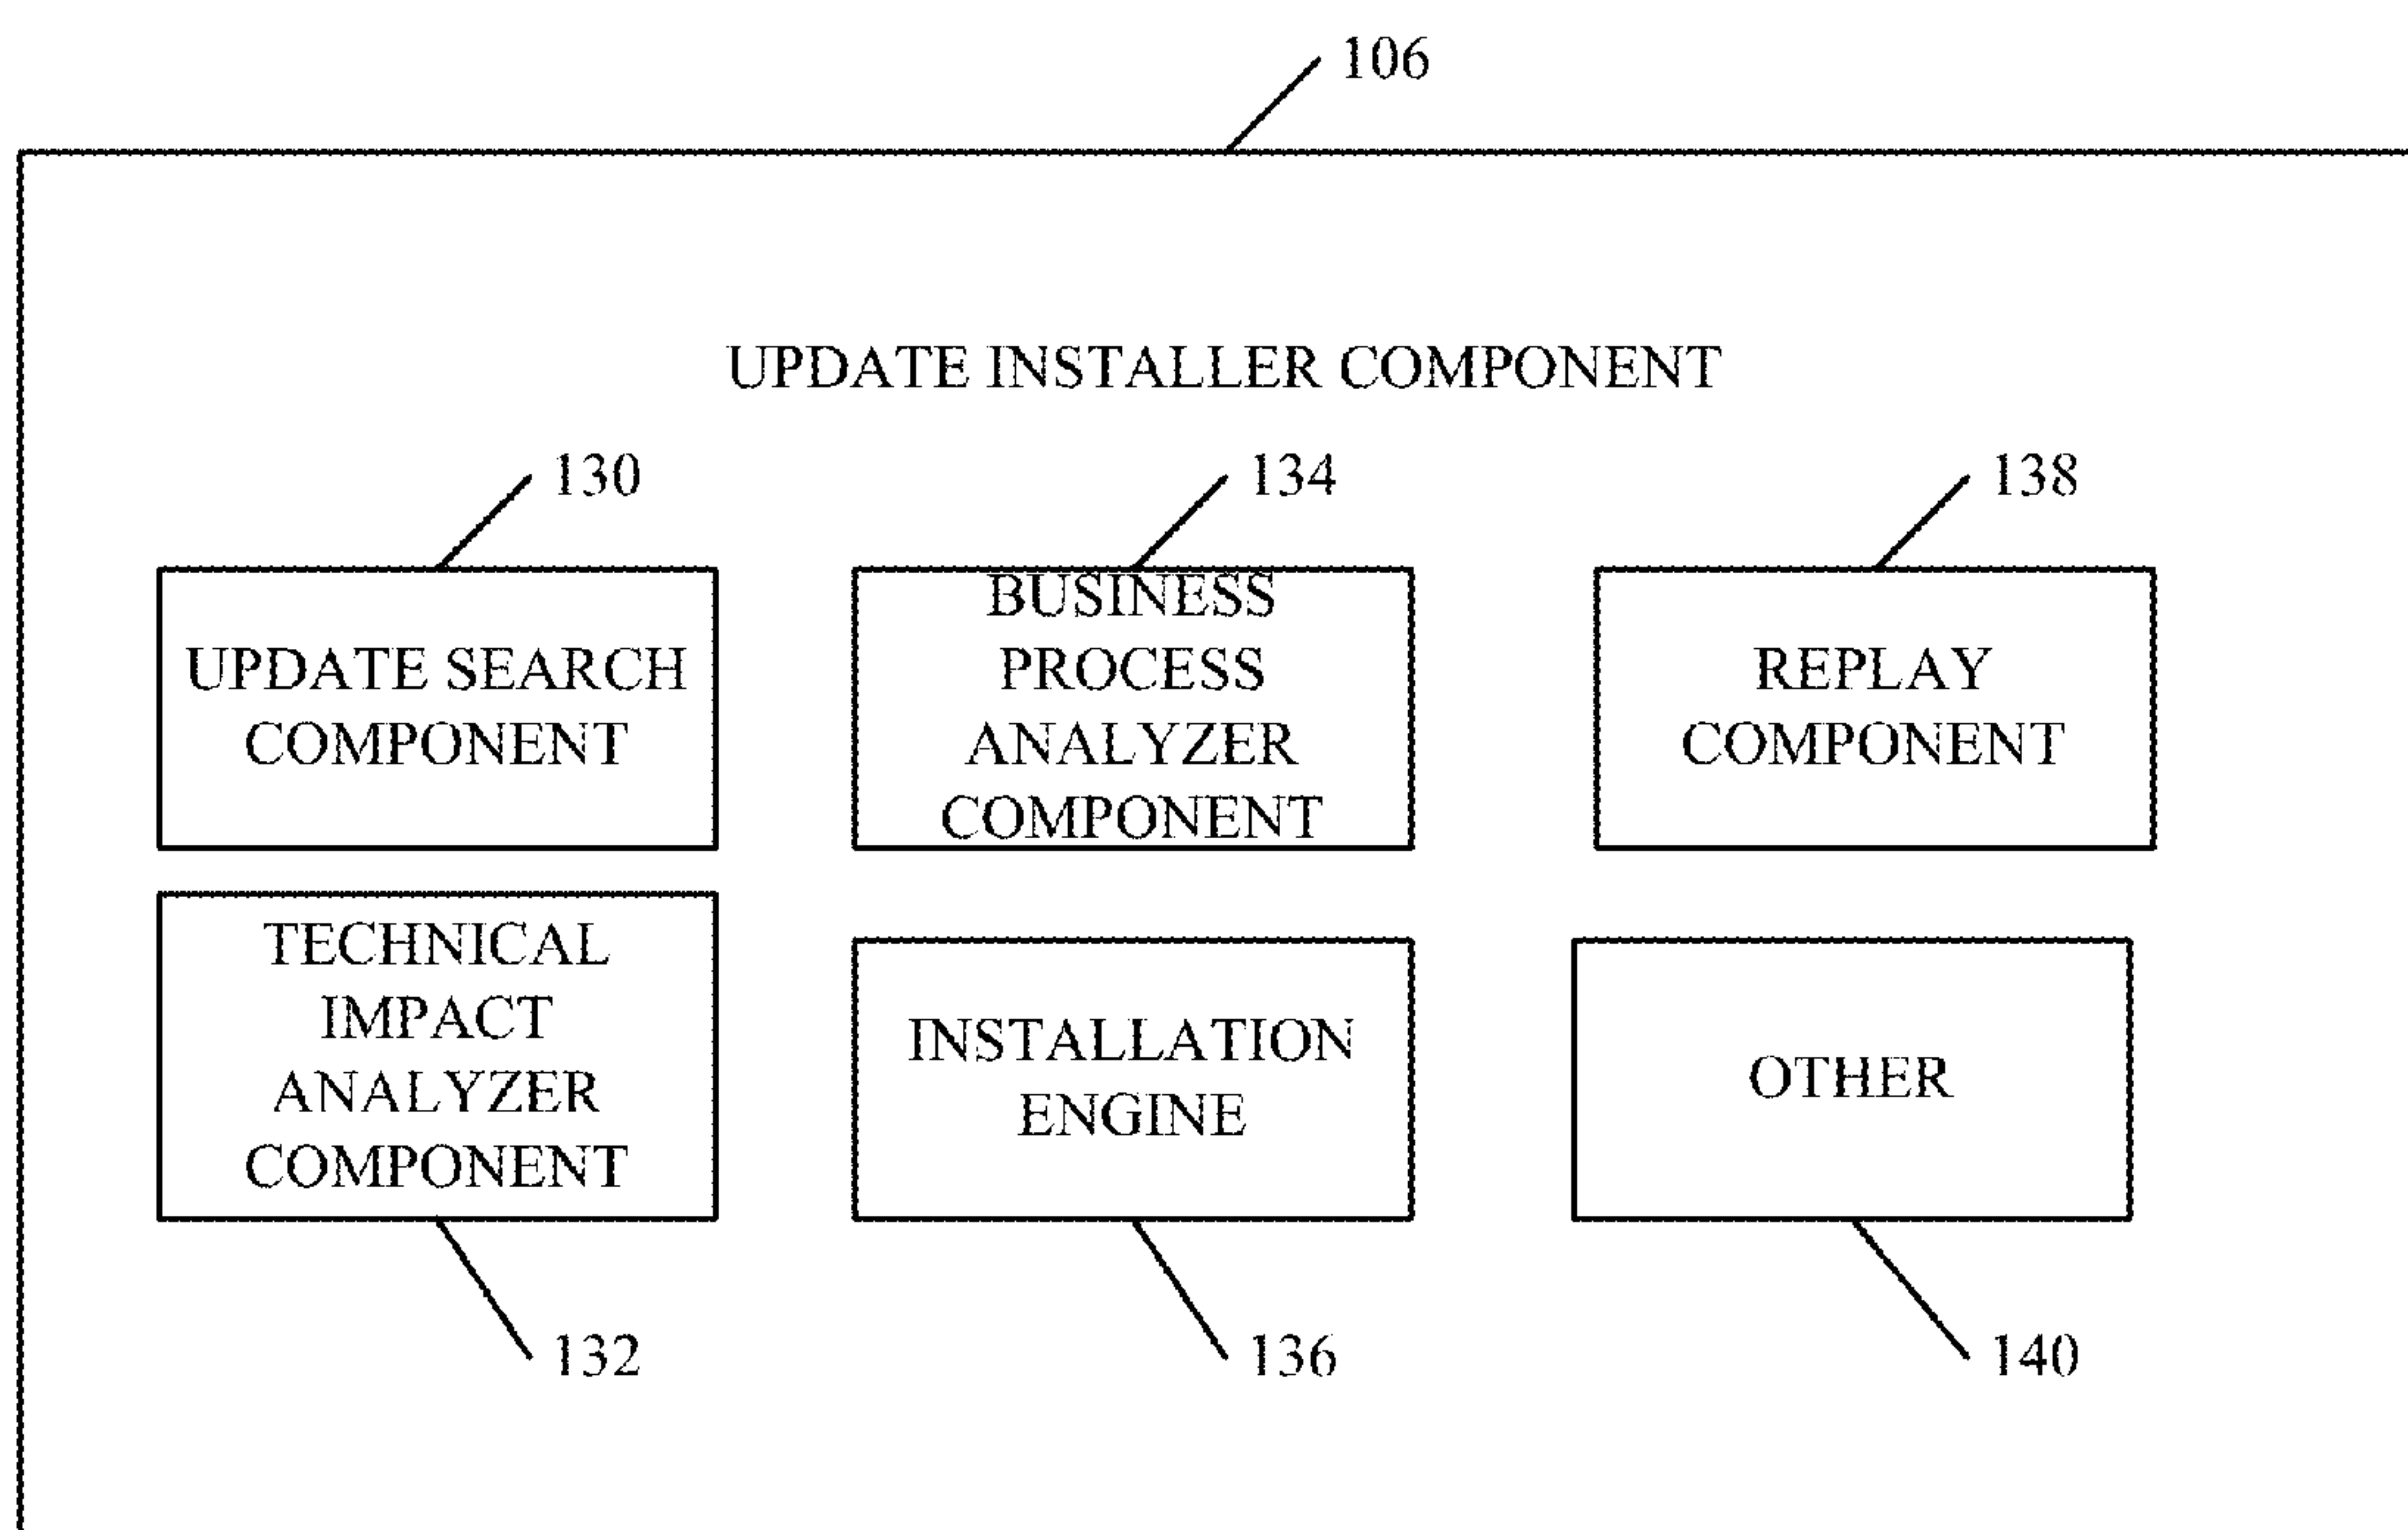 106
UPDATE INSTALLER COMPONENT
130
134
138
UPDATE SEARCH
COMPONENT
BUSINESS
PROCESS
ANALYZER
COMPONENT
REPLAY
COMPONENT
TECHNICAL
IMPACT
ANALYZER
COMPONENT
INSTALLATION
ENGINE
OTHER
132
136
140